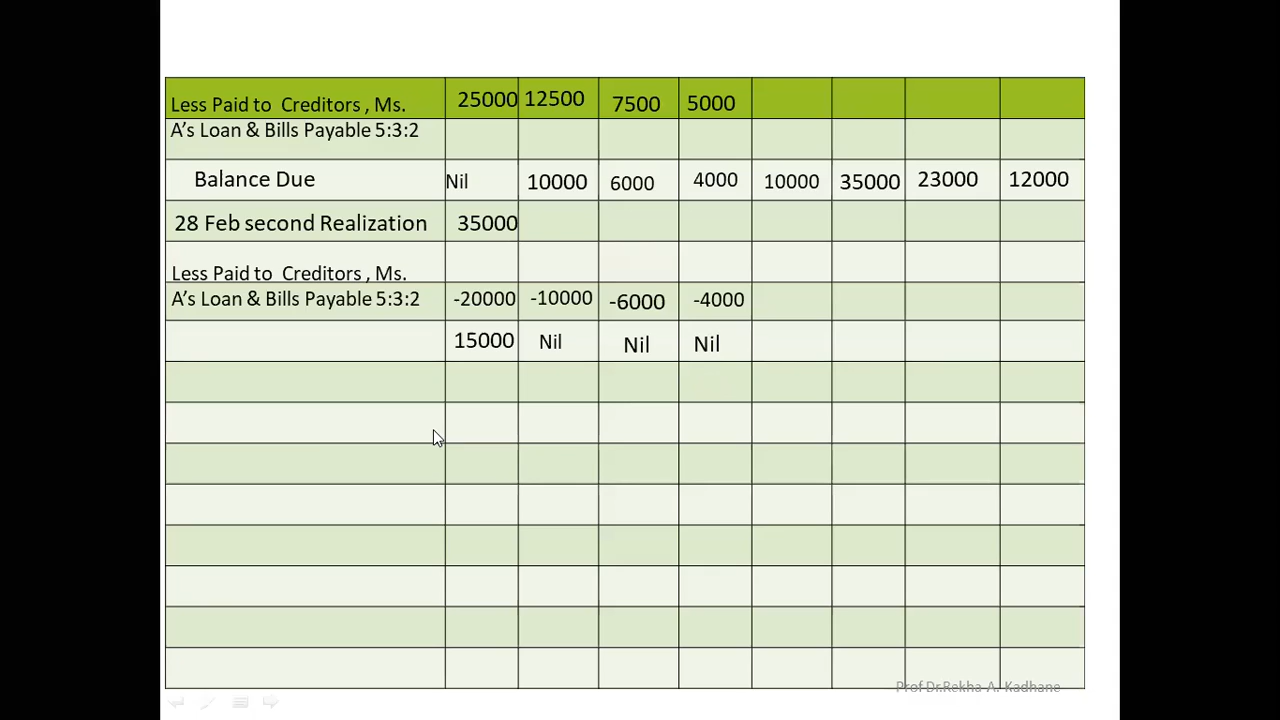 Less Paid to Creditors , Ms. 25000 12500 7500 5000
A's Loan & Bills Payable 5:3:2
Balance Due Nil 10000 6000 4000 10000 35000 23000 12000
28 Feb second Realization 35000
Less Paid to Creditors , Ms.
A's Loan & Bills Payable 5:3:2 -20000 -10000 -6000 -4000
15000 Nil Nil Nil
Prof Dr.Rekha A. Kadhane